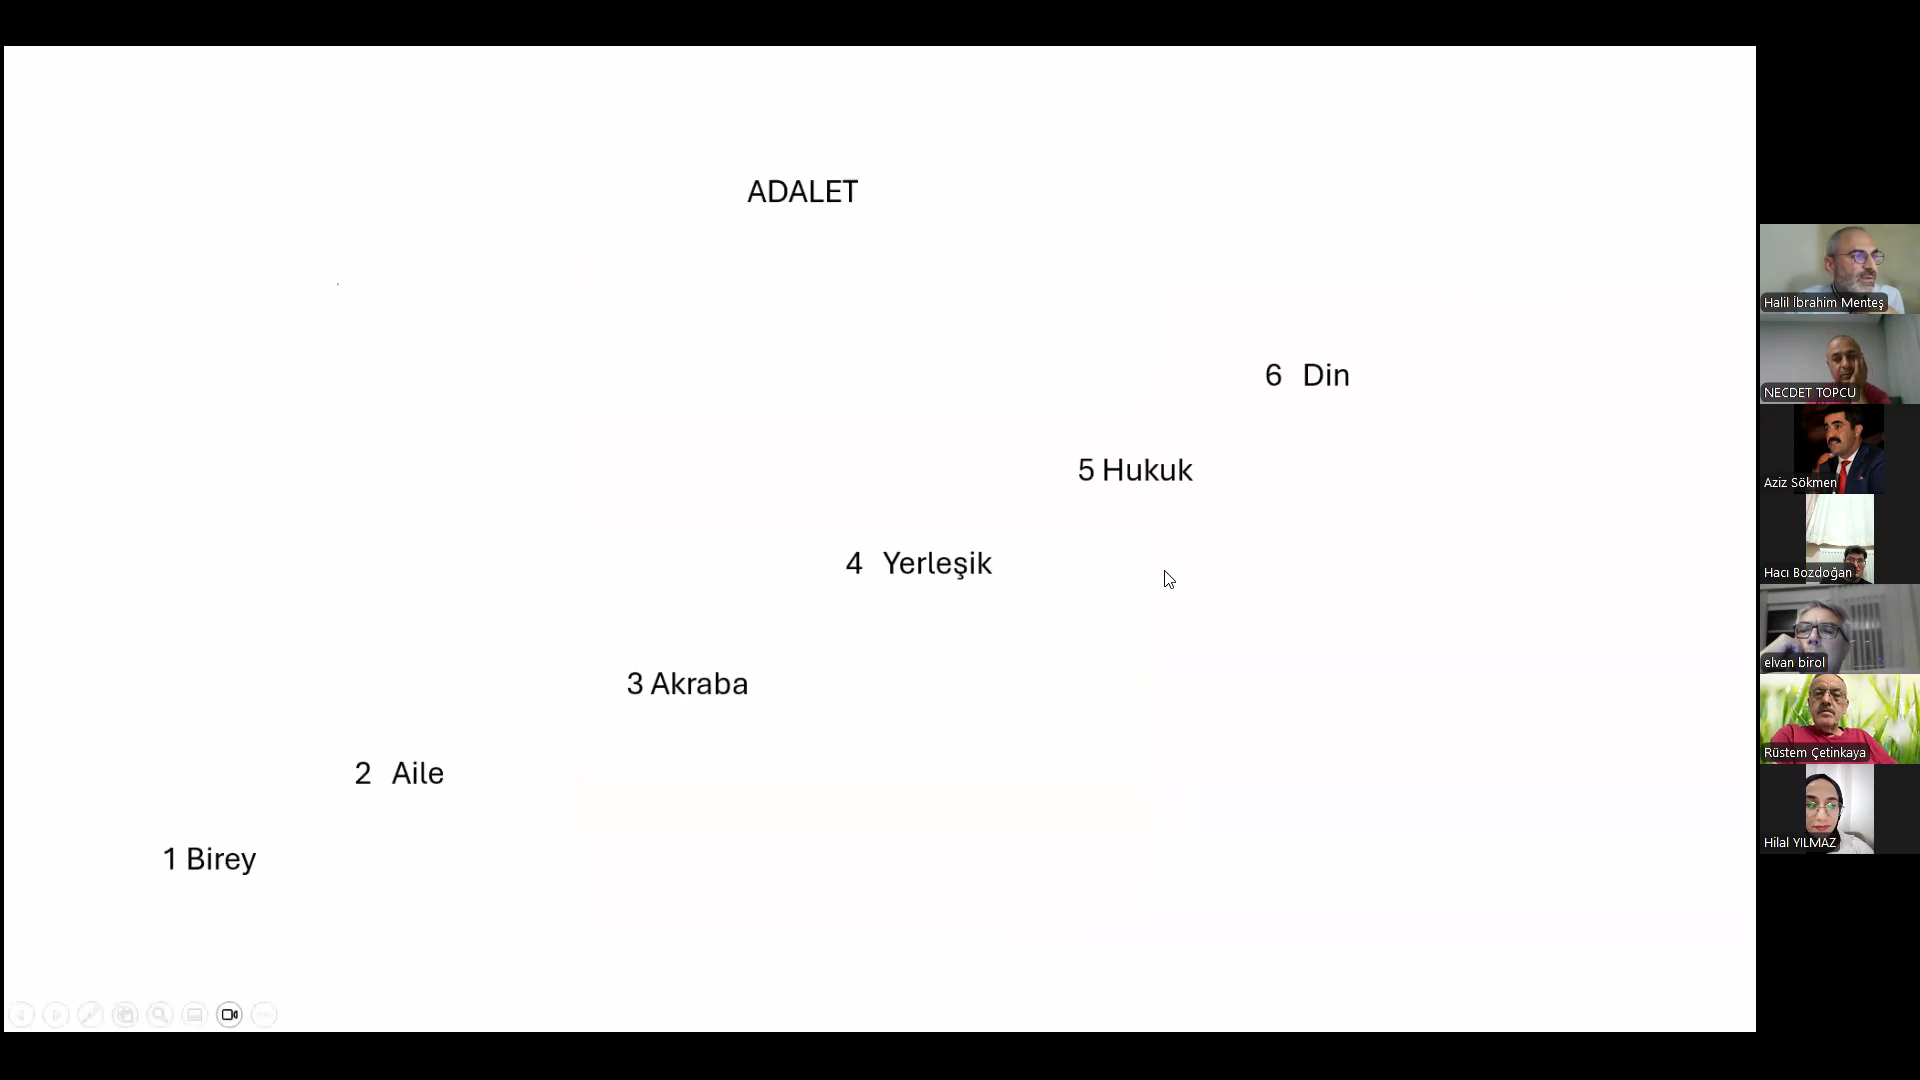 ADALET
6 Din
5 Hukuk
4 Yerleşik
3 Akraba
2 Aile
1 Birey
Halil İbrahim Menteş
NECDET TOPCU
Aziz Sökmen
Hacı Bozdoğan
elvan birol
Rüstem Çetinkaya
Hilal YILMAZ